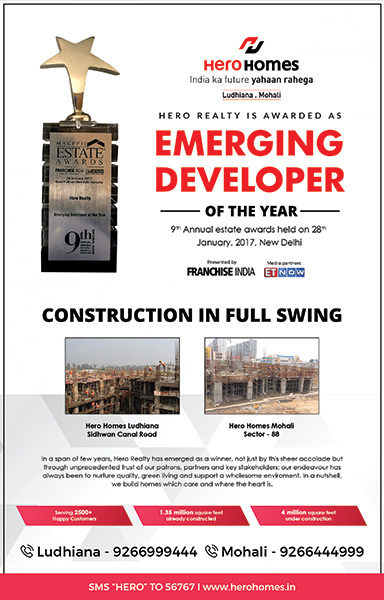 HeroHomes
India ka future yahaan rahega
Ludhiana . Mohali
HERO REALTY IS AWARDED AS
EMERGING
DEVELOPER
OF THE YEAR
9th Annual estate awards held on 28th
January, 2017, New Delhi
Presented by
FRANCHISE INDIA
Media partners
ET NOW
ESTATE
AWARDS
Hero Realty
Emerging Developer of the Year
9th
CONSTRUCTION IN FULL SWING
Hero Homes Ludhiana
Sidhwan Canal Road
Hero Homes Mohali
Sector - 88
In a span of few years, Hero Realty has emerged as a winner, not just by this sheer accolade but
through unprecedented trust of our patrons, partners and key stakeholders: our endeavour has
always been to nurture quality, green living and support a wholesome enviroment. In a nutshell,
we build homes which care and where the heart is.
Serving 2500+
Happy Customers
1.35 million square feet
already constructed
4 million square feet
under construction
Ludhiana - 9266999444
Mohali - 9266444999
SMS "HERO" TO 56767 I www.herohomes.in